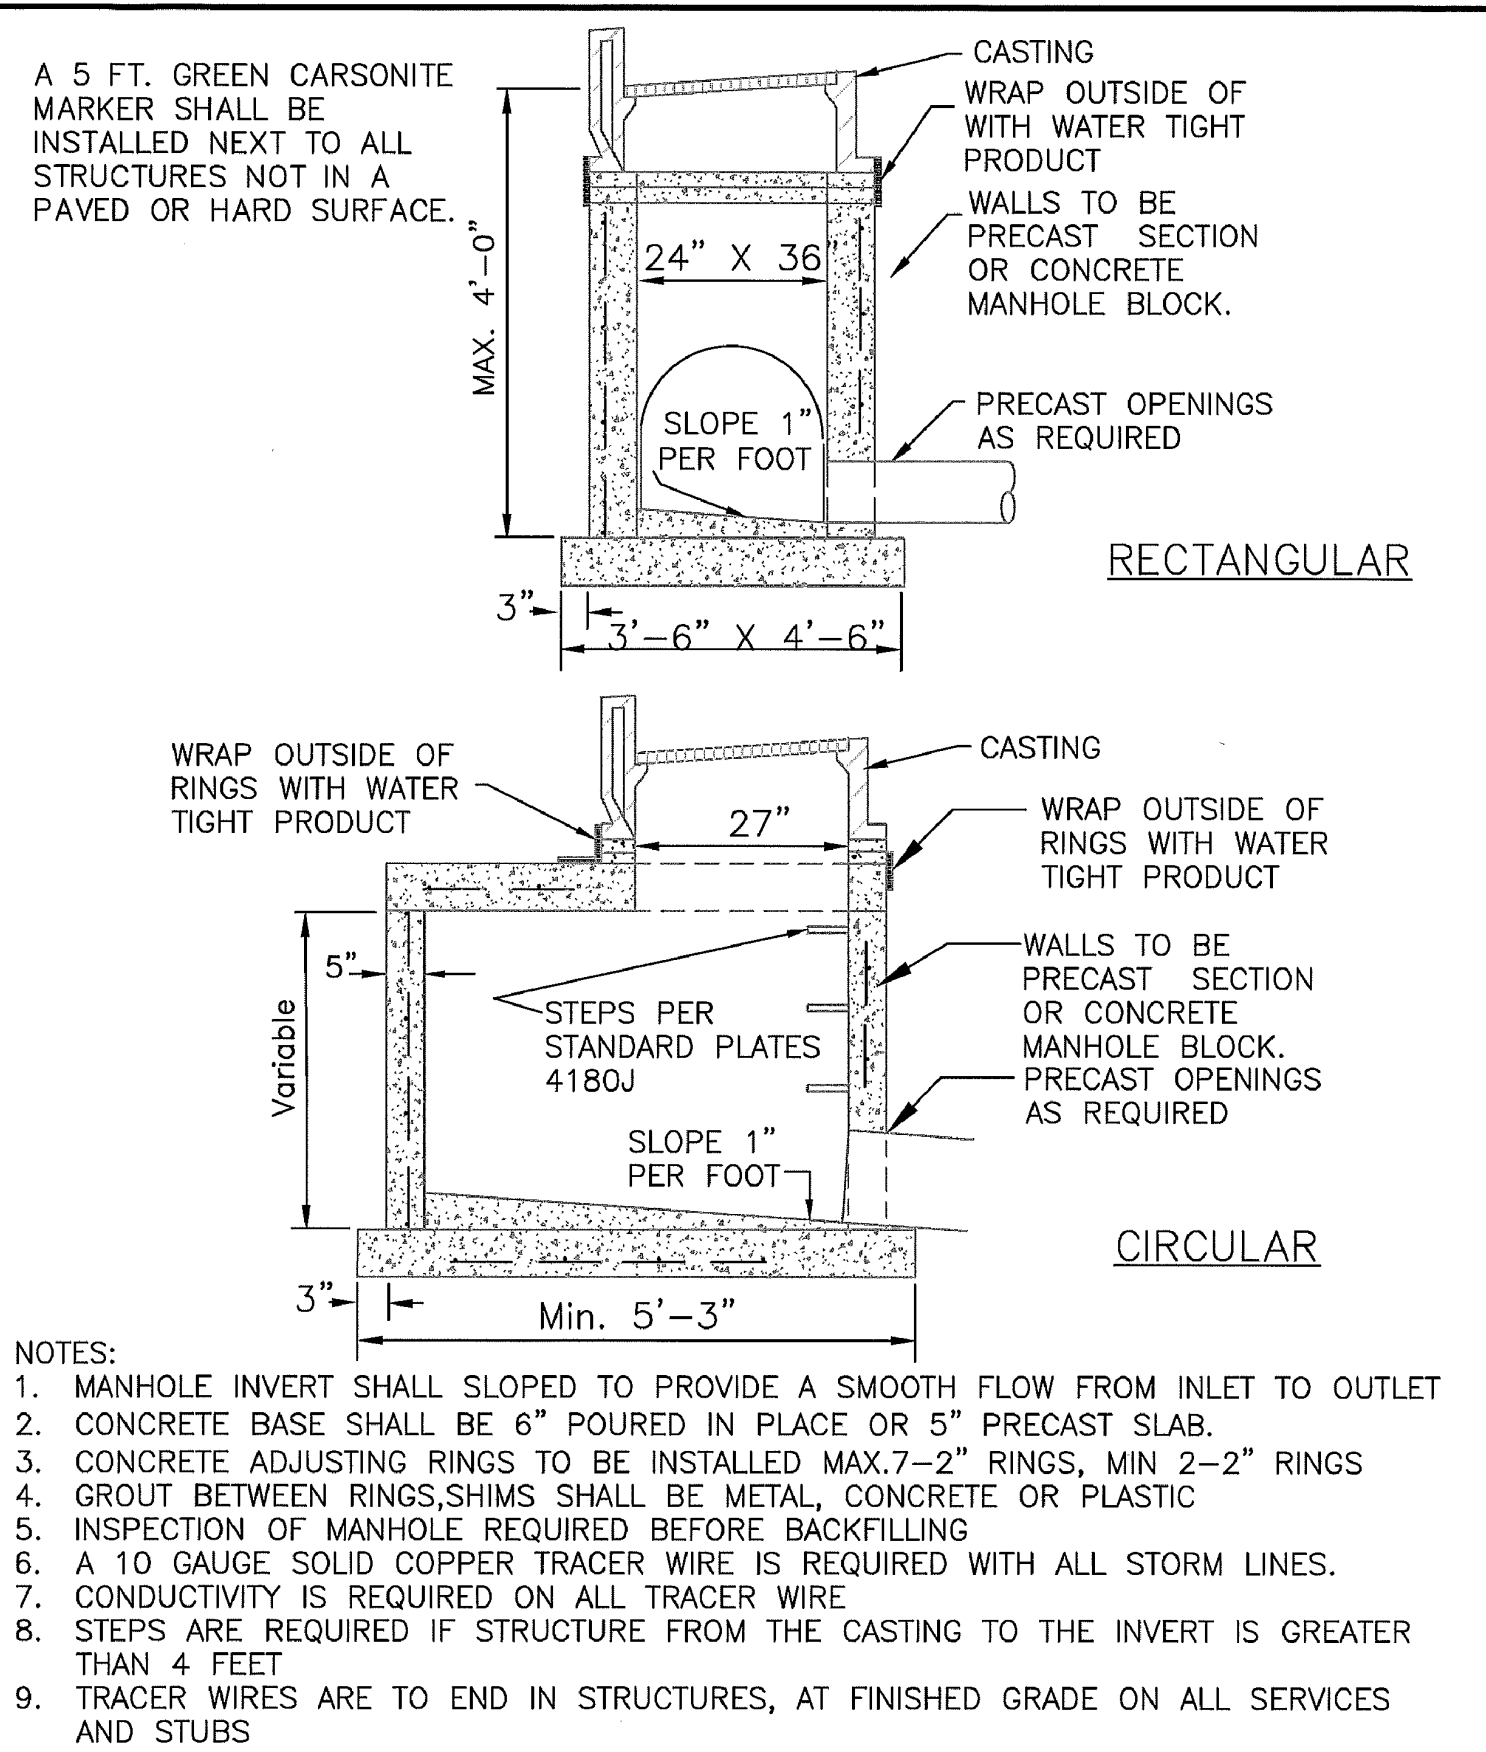 A 5 FT. GREEN CARSONITE
MARKER SHALL BE
INSTALLED NEXT TO ALL
STRUCTURES NOT IN A
PAVED OR HARD SURFACE.
CASTING
WRAP OUTSIDE OF
WITH WATER TIGHT
PRODUCT
WALLS TO BE
PRECAST SECTION
OR CONCRETE
MANHOLE BLOCK.
24" X 36"
MAX. 4'-0"
SLOPE 1"
PER FOOT
PRECAST OPENINGS
AS REQUIRED
RECTANGULAR
3"
3'-6" X 4'-6"
WRAP OUTSIDE OF
RINGS WITH WATER
TIGHT PRODUCT
CASTING
27"
WRAP OUTSIDE OF
RINGS WITH WATER
TIGHT PRODUCT
5"
Variable
STEPS PER
STANDARD PLATES
4180J
WALLS TO BE
PRECAST SECTION
OR CONCRETE
MANHOLE BLOCK.
PRECAST OPENINGS
AS REQUIRED
SLOPE 1"
PER FOOT
CIRCULAR
3"
Min. 5'-3"
NOTES:
1. MANHOLE INVERT SHALL SLOPED TO PROVIDE A SMOOTH FLOW FROM INLET TO OUTLET
2. CONCRETE BASE SHALL BE 6" POURED IN PLACE OR 5" PRECAST SLAB.
3. CONCRETE ADJUSTING RINGS TO BE INSTALLED MAX.7-2" RINGS, MIN 2-2" RINGS
4. GROUT BETWEEN RINGS,SHIMS SHALL BE METAL, CONCRETE OR PLASTIC
5. INSPECTION OF MANHOLE REQUIRED BEFORE BACKFILLING
6. A 10 GAUGE SOLID COPPER TRACER WIRE IS REQUIRED WITH ALL STORM LINES.
7. CONDUCTIVITY IS REQUIRED ON ALL TRACER WIRE
8. STEPS ARE REQUIRED IF STRUCTURE FROM THE CASTING TO THE INVERT IS GREATER
THAN 4 FEET
9. TRACER WIRES ARE TO END IN STRUCTURES, AT FINISHED GRADE ON ALL SERVICES
AND STUBS